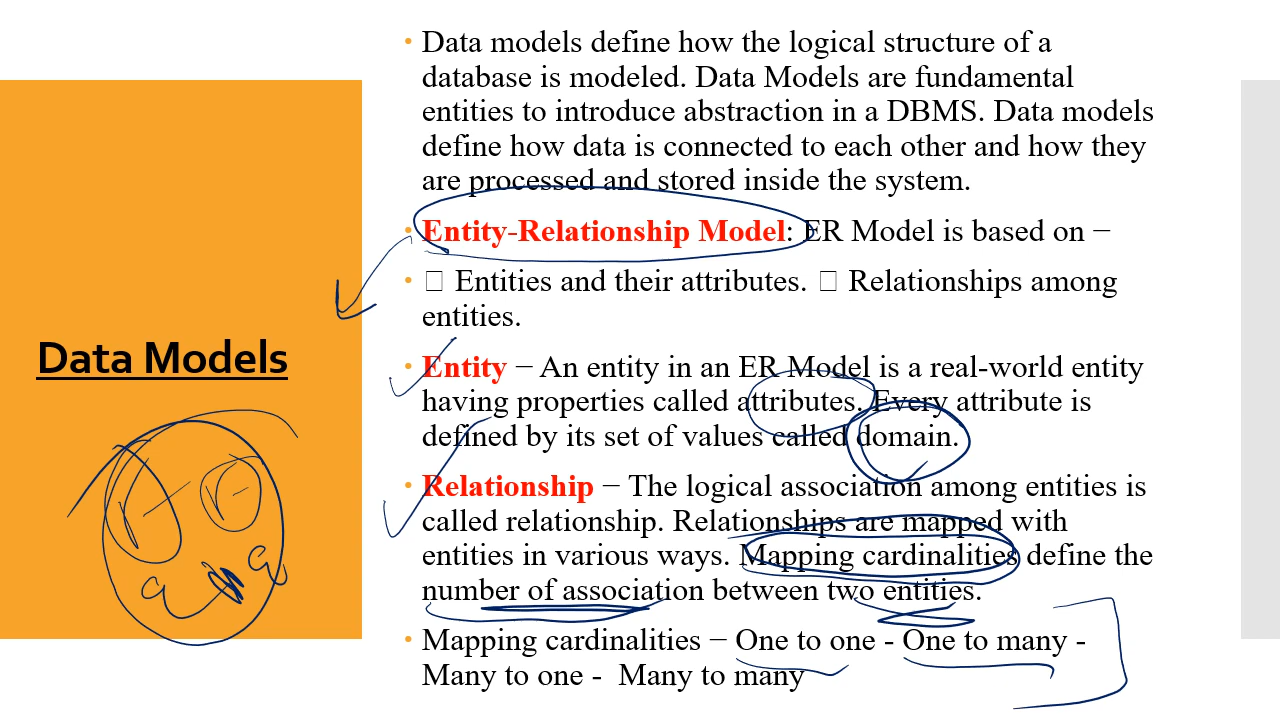 Data Models
• Data models define how the logical structure of a
database is modeled. Data Models are fundamental
entities to introduce abstraction in a DBMS. Data models
define how data is connected to each other and how they
are processed and stored inside the system.
• Entity-Relationship Model: ER Model is based on −
• □ Entities and their attributes. □ Relationships among
entities.
• Entity − An entity in an ER Model is a real-world entity
having properties called attributes. Every attribute is
defined by its set of values called domain.
• Relationship − The logical association among entities is
called relationship. Relationships are mapped with
entities in various ways. Mapping cardinalities define the
number of association between two entities.
• Mapping cardinalities − One to one - One to many -
Many to one - Many to many